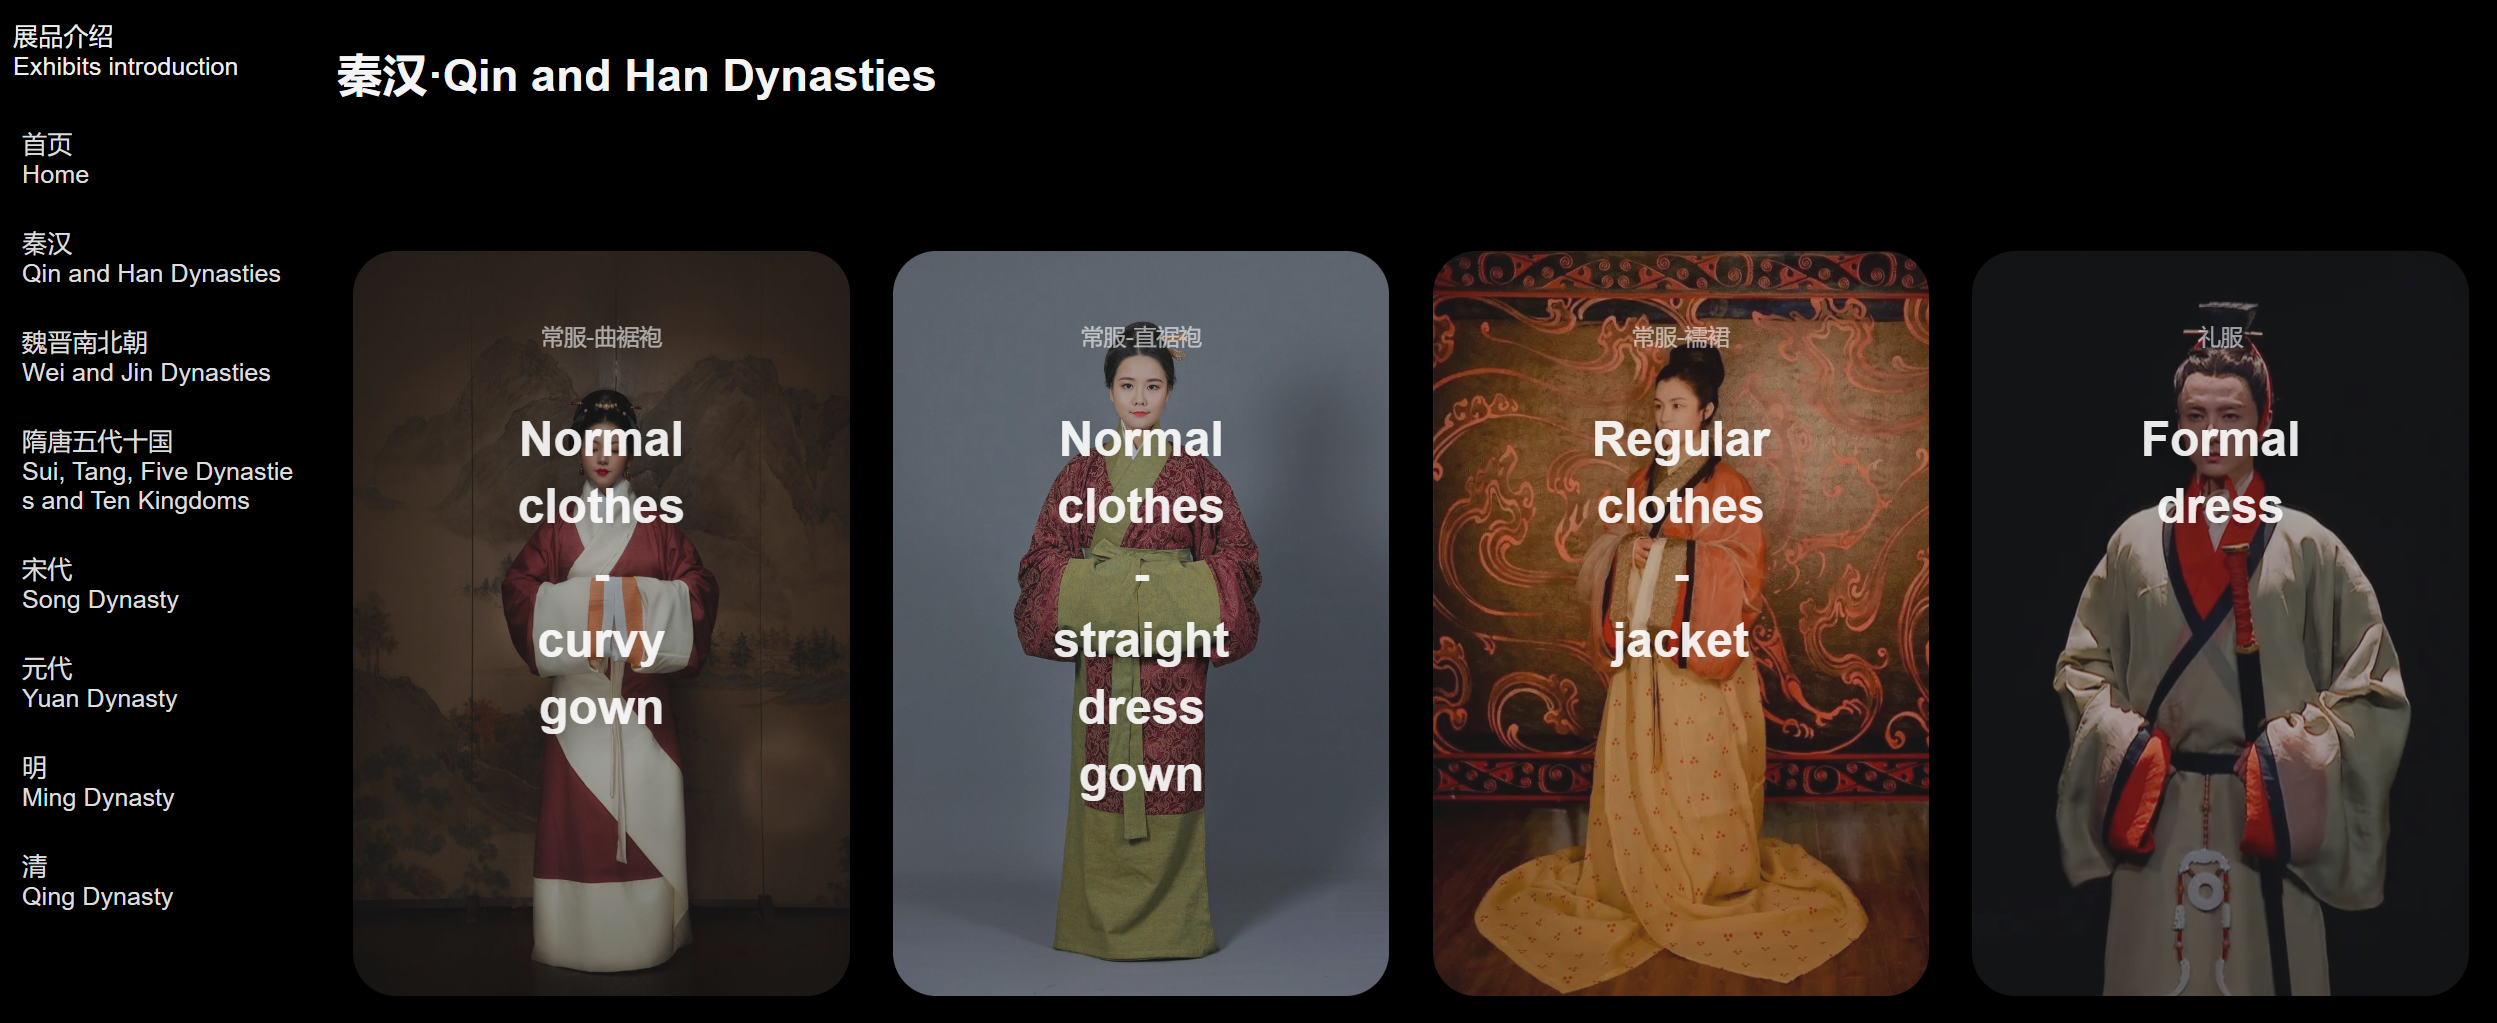 展品介绍
Exhibits introduction
首页
Home
秦汉
Qin and Han Dynasties
魏晋南北朝
Wei and Jin Dynasties
隋唐五代十国
Sui, Tang, Five Dynastie
s and Ten Kingdoms
宋代
Song Dynasty
元代
Yuan Dynasty
明
Ming Dynasty
清
Qing Dynasty
秦汉·Qin and Han Dynasties
常服-曲裾袍
Normal
clothes
-
curvy
gown
常服-直裾袍
Normal
clothes
-
straight
dress
gown
常服-襦裙
Regular
clothes
-
jacket
礼服
Formal
dress